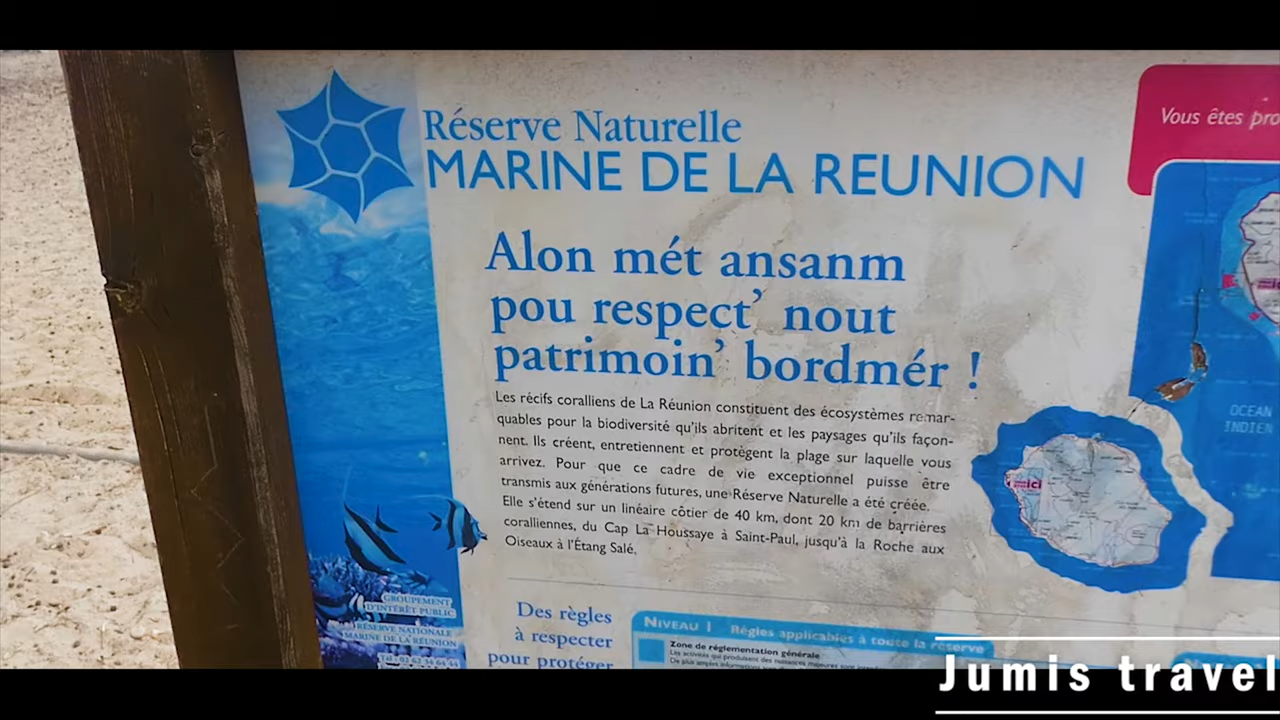 Réserve Naturelle
MARINE DE LA REUNION
Alon mét ansanm
pou respect’ nout
patrimoin’ bordmér !
Les récifs coralliens de La Réunion constituent des écosystèmes remar-
quables pour la biodiversité qu'ils abritent et les paysages qu'ils façon-
nent. Ils créent, entretiennent et protègent la plage sur laquelle vous
arrivez. Pour que ce cadre de vie exceptionnel puisse être
transmis aux générations futures, une Réserve Naturelle a été créée.
Elle s'étend sur un linéaire côtier de 40 km, dont 20 km de barrières
coralliennes, du Cap La Houssaye à Saint-Paul, jusqu'à la Roche aux
Oiseaux à l'Étang Salé.
Vous êtes pro
OCEAN
INDIEN
ici
GROUPEMENT
D'INTÉRÊT PUBLIC
RÉSERVE NATIONALE
MARINE DE LA RÉUNION
Des règles
à respecter
pour protéger
NIVEAU 1 Règles applicables à toute la réserve
Zone de réglementation générale
Jumis travel